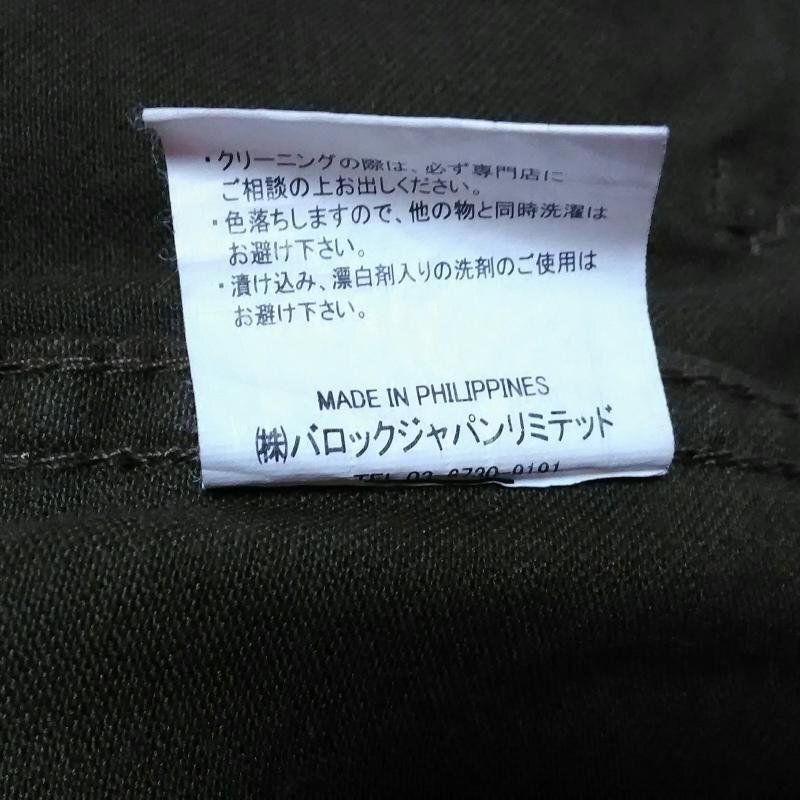 ・クリーニングの際は、必ず専門店に
ご相談の上お出しください。
・色落ちしますので、他の物と同時洗濯は
お避け下さい。
・漬け込み、漂白剤入りの洗剤のご使用は
お避け下さい。
MADE IN PHILIPPINES
㈱バロックジャパンリミテッド
TEL 03-6730-9191